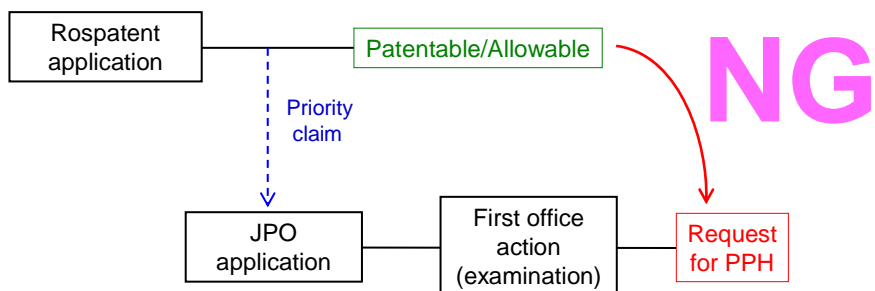 Rospatent
application
Patentable/Allowable
NG
Priority
claim
JPO
application
First office
action
(examination)
Request
for PPH